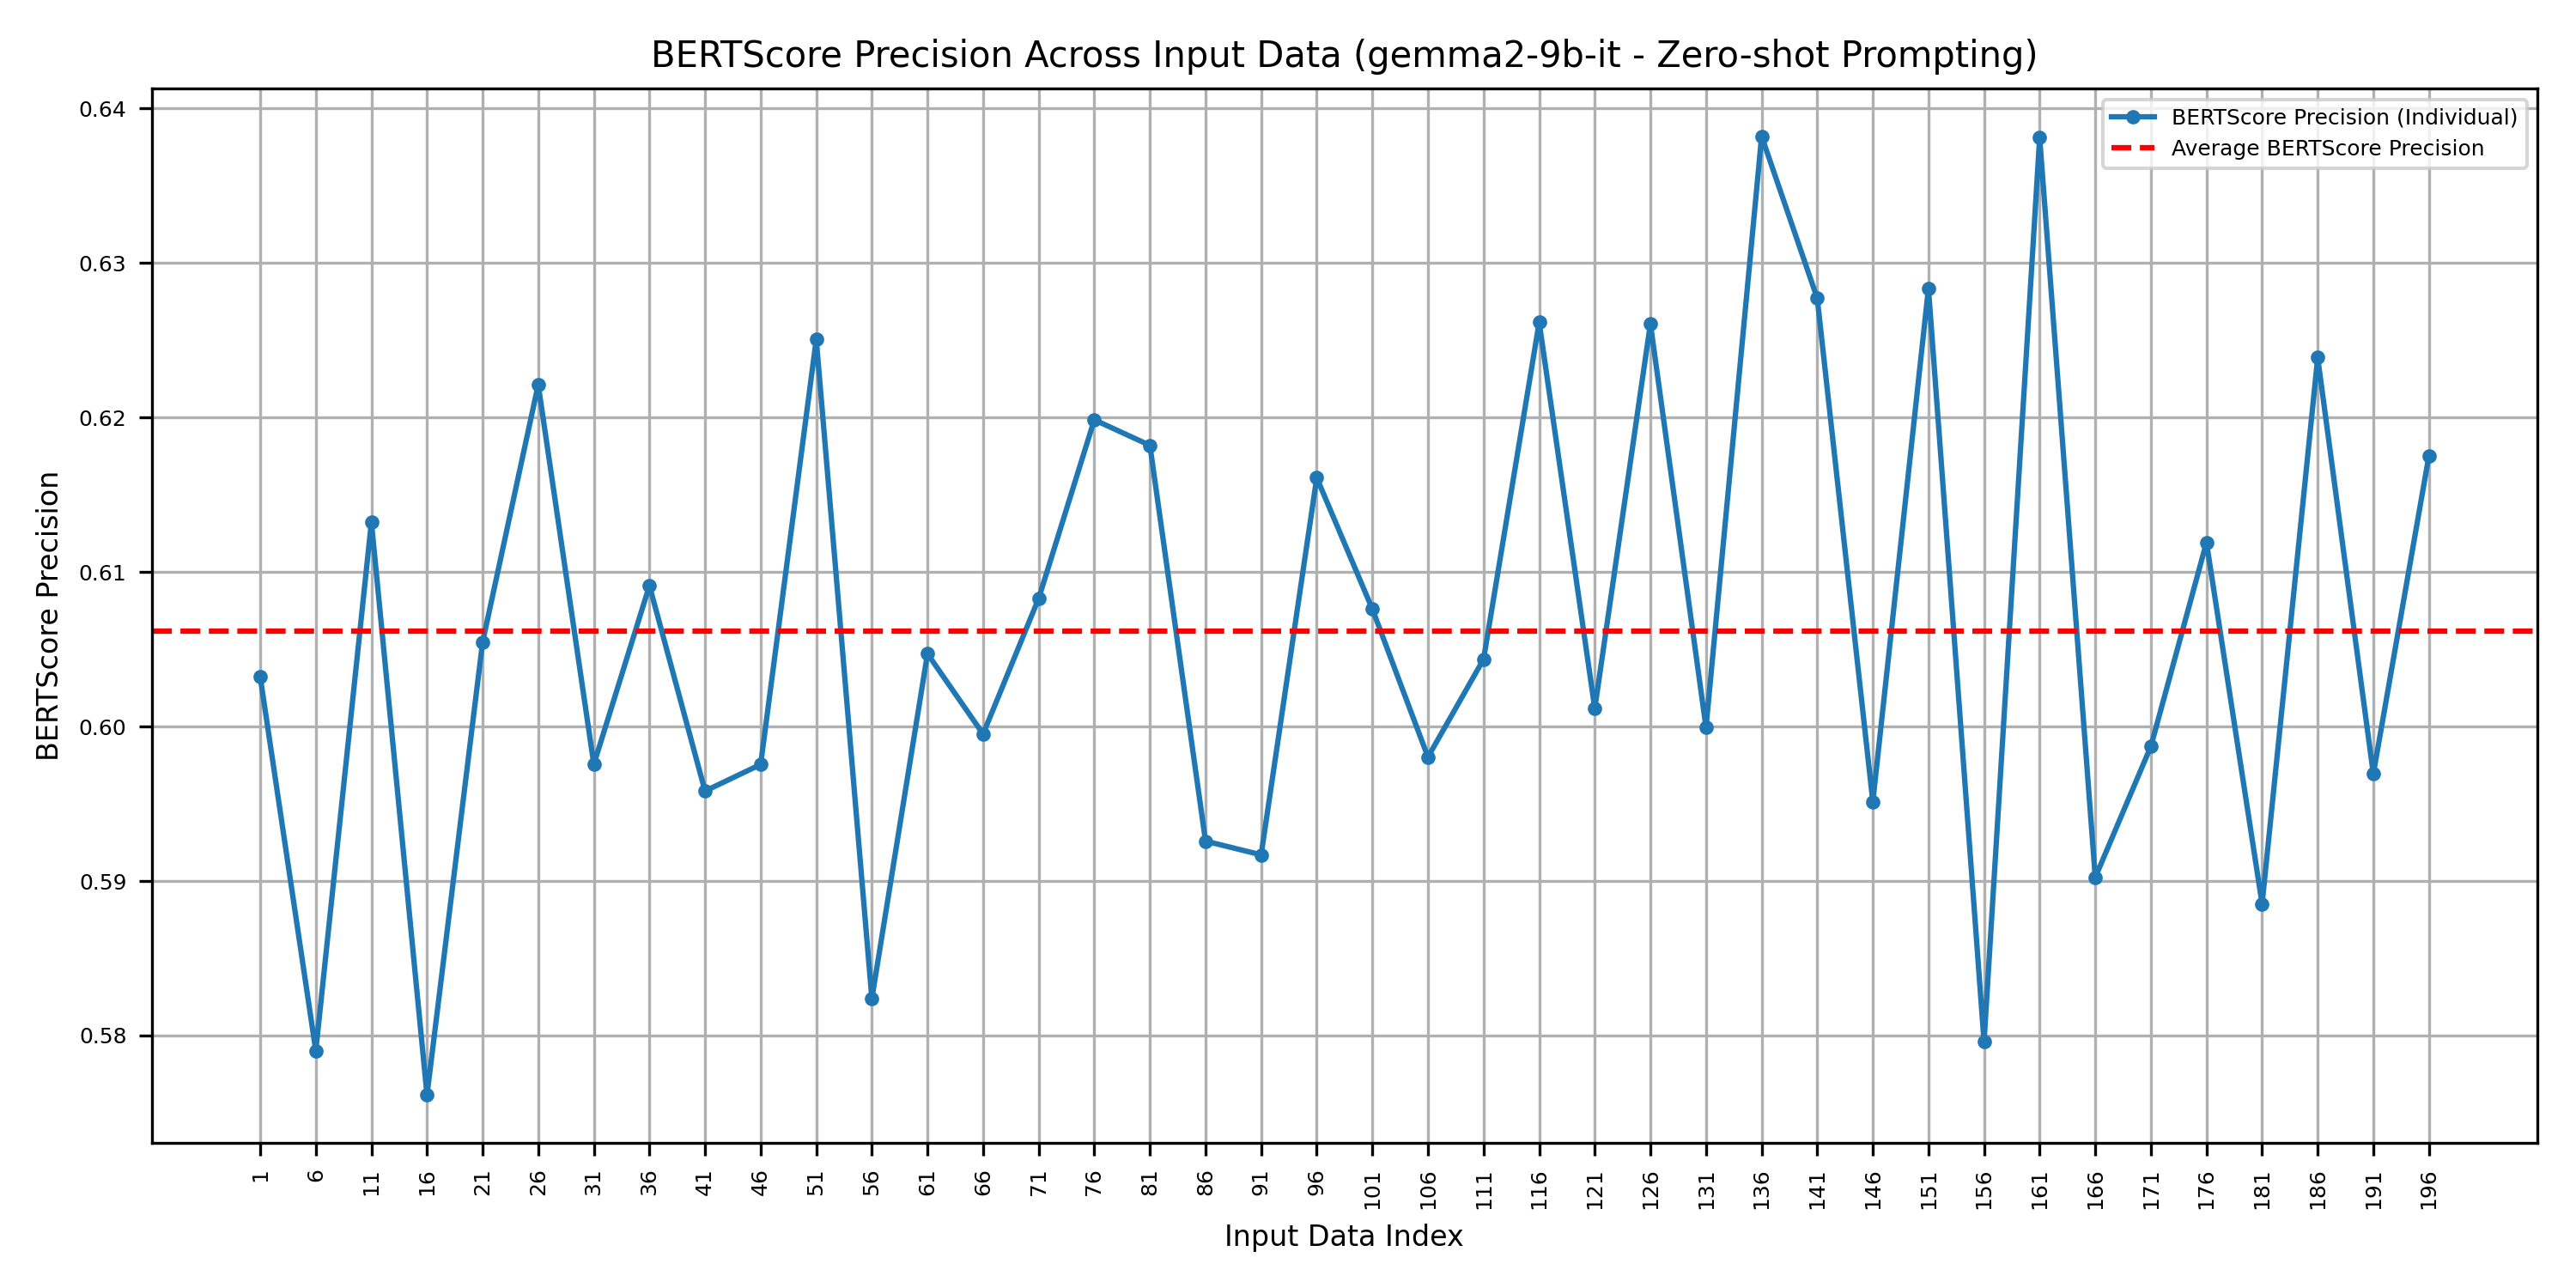 BERTScore Precision Across Input Data (gemma2-9b-it - Zero-shot Prompting)
BERTScore Precision (Individual)
Average BERTScore Precision
BERTScore Precision
0.64
0.63
0.62
0.61
0.60
0.59
0.58
1 6 11 16 21 26 31 36 41 46 51 56 61 66 71 76 81 86 91 96 101 106 111 116 121 126 131 136 141 146 151 156 161 166 171 176 181 186 191 196
Input Data Index